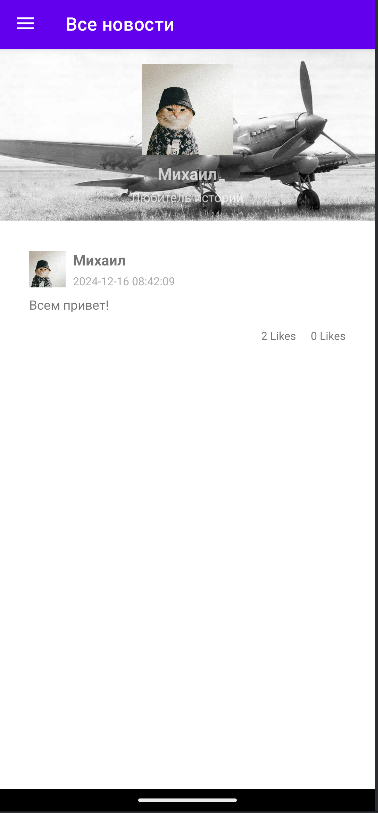 Все новости
Михаил
Любитель истории
Михаил
2024-12-16 08:42:09
Всем привет!
2 Likes 0 Likes